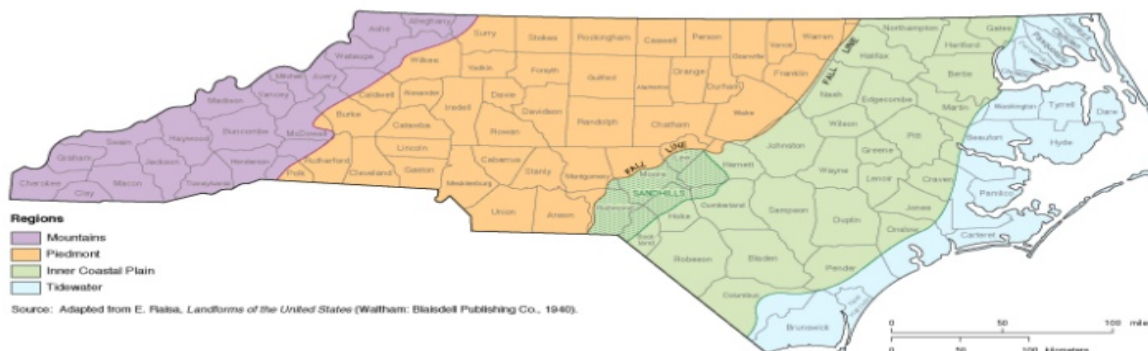 Alleghany
Ashe
Surry
Stokes
Rockingham
Caswell
Person
Granville
Vance
Warren
Northampton
Gates
Hertford
Halifax
Watauga
Wilkes
Yadkin
Forsyth
Guilford
Orange
Durham
Franklin
FALL LINE
Bertie
Mitchell
Avery
Yancey
Madison
Caldwell
Alexander
Iredell
Davie
Davidson
Alamance
Nash
Edgecombe
Martin
Washington
Tyrrell
Dare
Burke
Catawba
Rowan
Randolph
Chatham
Wake
Wilson
Pitt
Beaufort
Hyde
Haywood
Buncombe
McDowell
Swain
Lincoln
Johnston
Greene
Graham
Jackson
Henderson
Rutherford
Polk
Cleveland
Gaston
Cabarrus
Stanly
Montgomery
FALL LINE
Moore
Lee
Harnett
Wayne
Lenoir
Craven
Pamlico
Cherokee
Clay
Macon
Transylvania
Mecklenburg
SANDHILLS
Richmond
Cumberland
Sampson
Duplin
Jones
Onslow
Carteret
Union
Anson
Hoke
Scot-
land
Robeson
Bladen
Pender
Columbus
Brunswick
Regions
Mountains
Piedmont
Inner Coastal Plain
Tidewater
Source: Adapted from E. Raisa, Landforms of the United States (Waltham: Blaisdell Publishing Co., 1940).
0 50 100 miles
0 50 100 kilometers